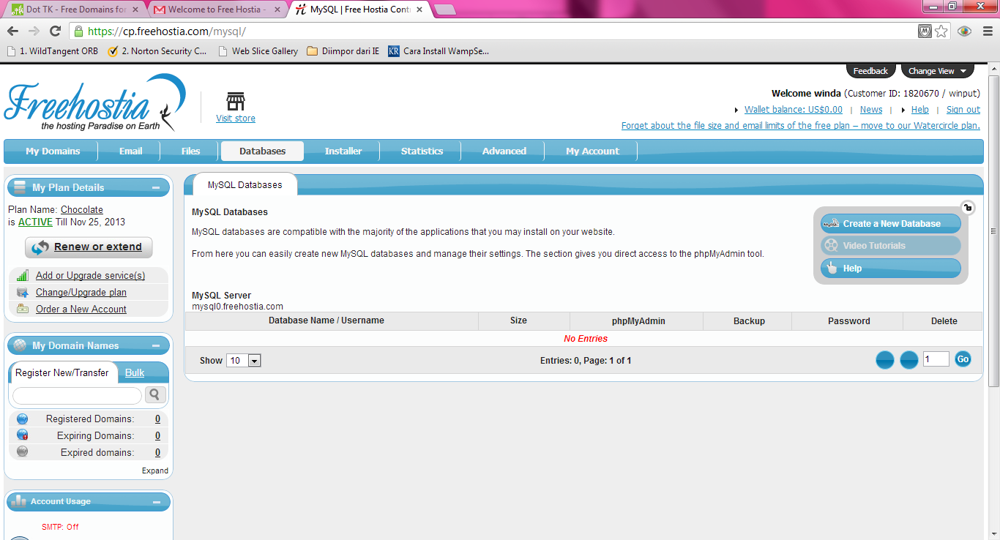 Dot TK - Free Domains for
Welcome to Free Hostia -
MySQL | Free Hostia Cont
https://cp.freehostia.com/mysql/
1. WildTangent ORB
2. Norton Security C...
Web Slice Gallery
Diimpor dari IE
KR
Cara Install WampSe...
Feedback
Change View
Freehostia
the hosting Paradise on Earth
Visit store
Welcome winda (Customer ID: 1820670 / winput)
Wallet balance: US$0.00 | News | Help | Sign out
Forget about the file size and email limits of the free plan – move to our Watercircle plan.
My Domains
Email
Files
Databases
Installer
Statistics
Advanced
My Account
My Plan Details
Plan Name: Chocolate
is ACTIVE Till Nov 25, 2013
Renew or extend
Add or Upgrade service(s)
Change/Upgrade plan
Order a New Account
My Domain Names
Register New/Transfer
Bulk
Registered Domains: 0
Expiring Domains: 0
Expired domains: 0
Expand
Account Usage
SMTP: Off
MySQL Databases
MySQL Databases
MySQL databases are compatible with the majority of the applications that you may install on your website.
From here you can easily create new MySQL databases and manage their settings. The section gives you direct access to the phpMyAdmin tool.
Create a New Database
Video Tutorials
Help
MySQL Server
mysql0.freehostia.com
Database Name / Username
Size
phpMyAdmin
Backup
Password
Delete
No Entries
Show 10
Entries: 0, Page: 1 of 1
1
Go